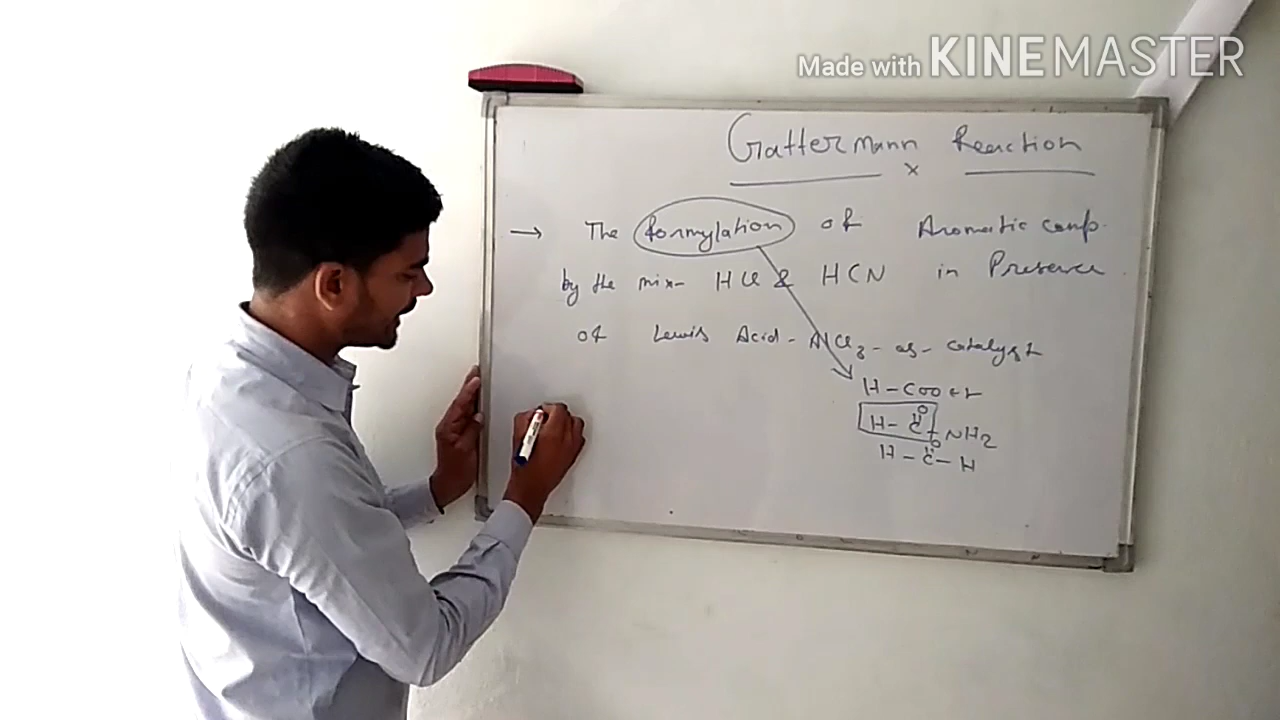 Made with KINEMASTER
Gattermann Reaction
→ The formylation of Aromatic comp.
by the mix- HCl & HCN in Presence
of Lewis Acid - AlCl3 - as - catalyst
H-COOEt
O
H-C-NH2
O
H-C-H